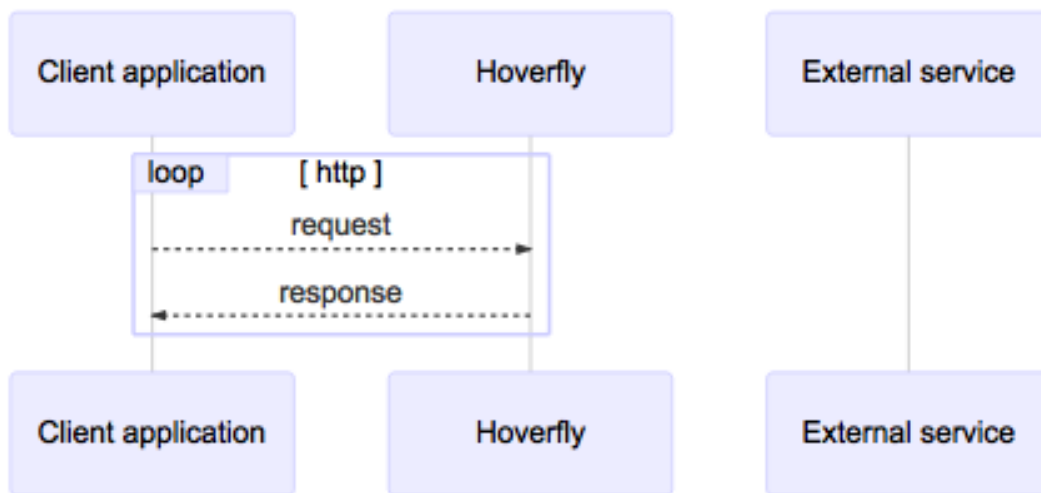 Client application Hoverfly External service
loop [ http ]
request
response
Client application Hoverfly External service